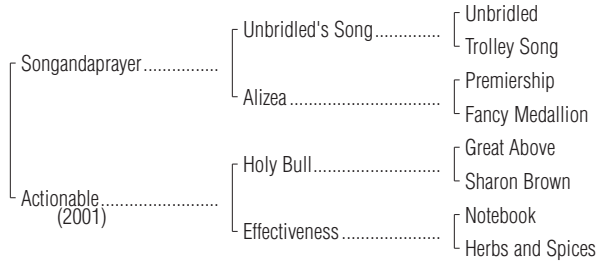 Unbridled
Unbridled's Song..............
Trolley Song
Songandaprayer................
Premiership
Alizea................................
Fancy Medallion
Great Above
Holy Bull...........................
Sharon Brown
Actionable.........................
(2001)
Notebook
Effectiveness.....................
Herbs and Spices